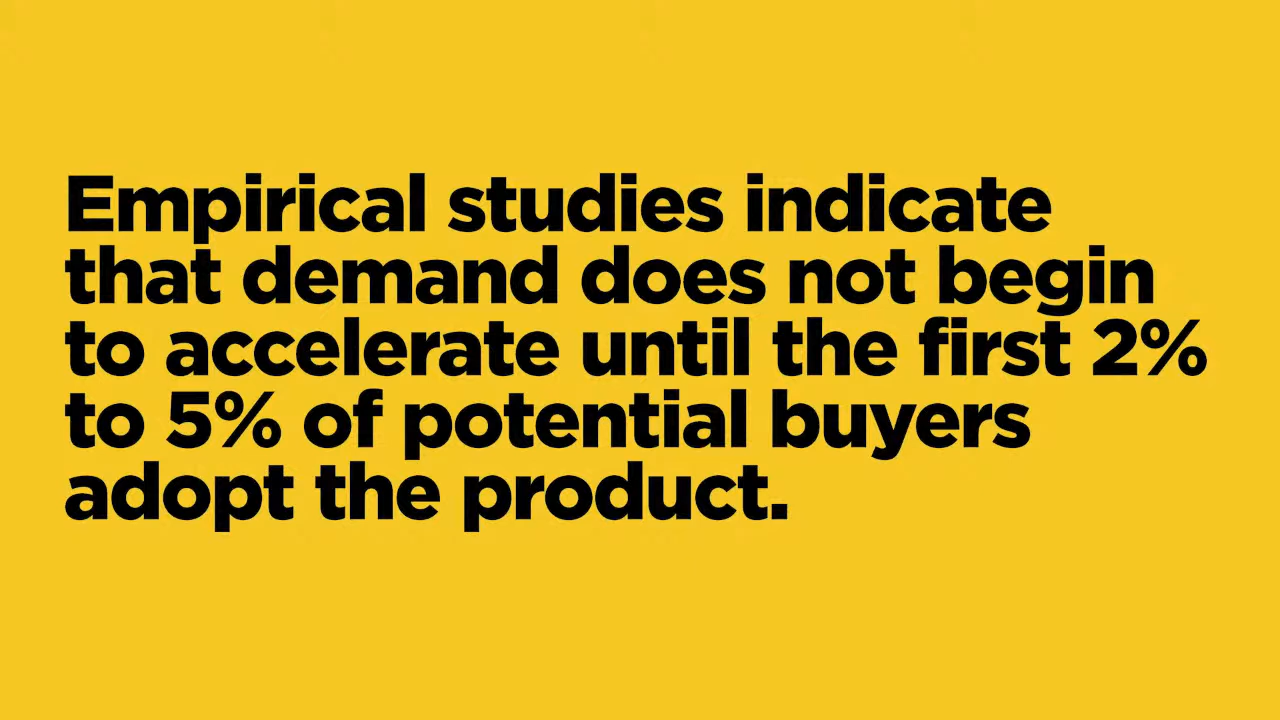 Empirical studies indicate
that demand does not begin
to accelerate until the first 2%
to 5% of potential buyers
adopt the product.